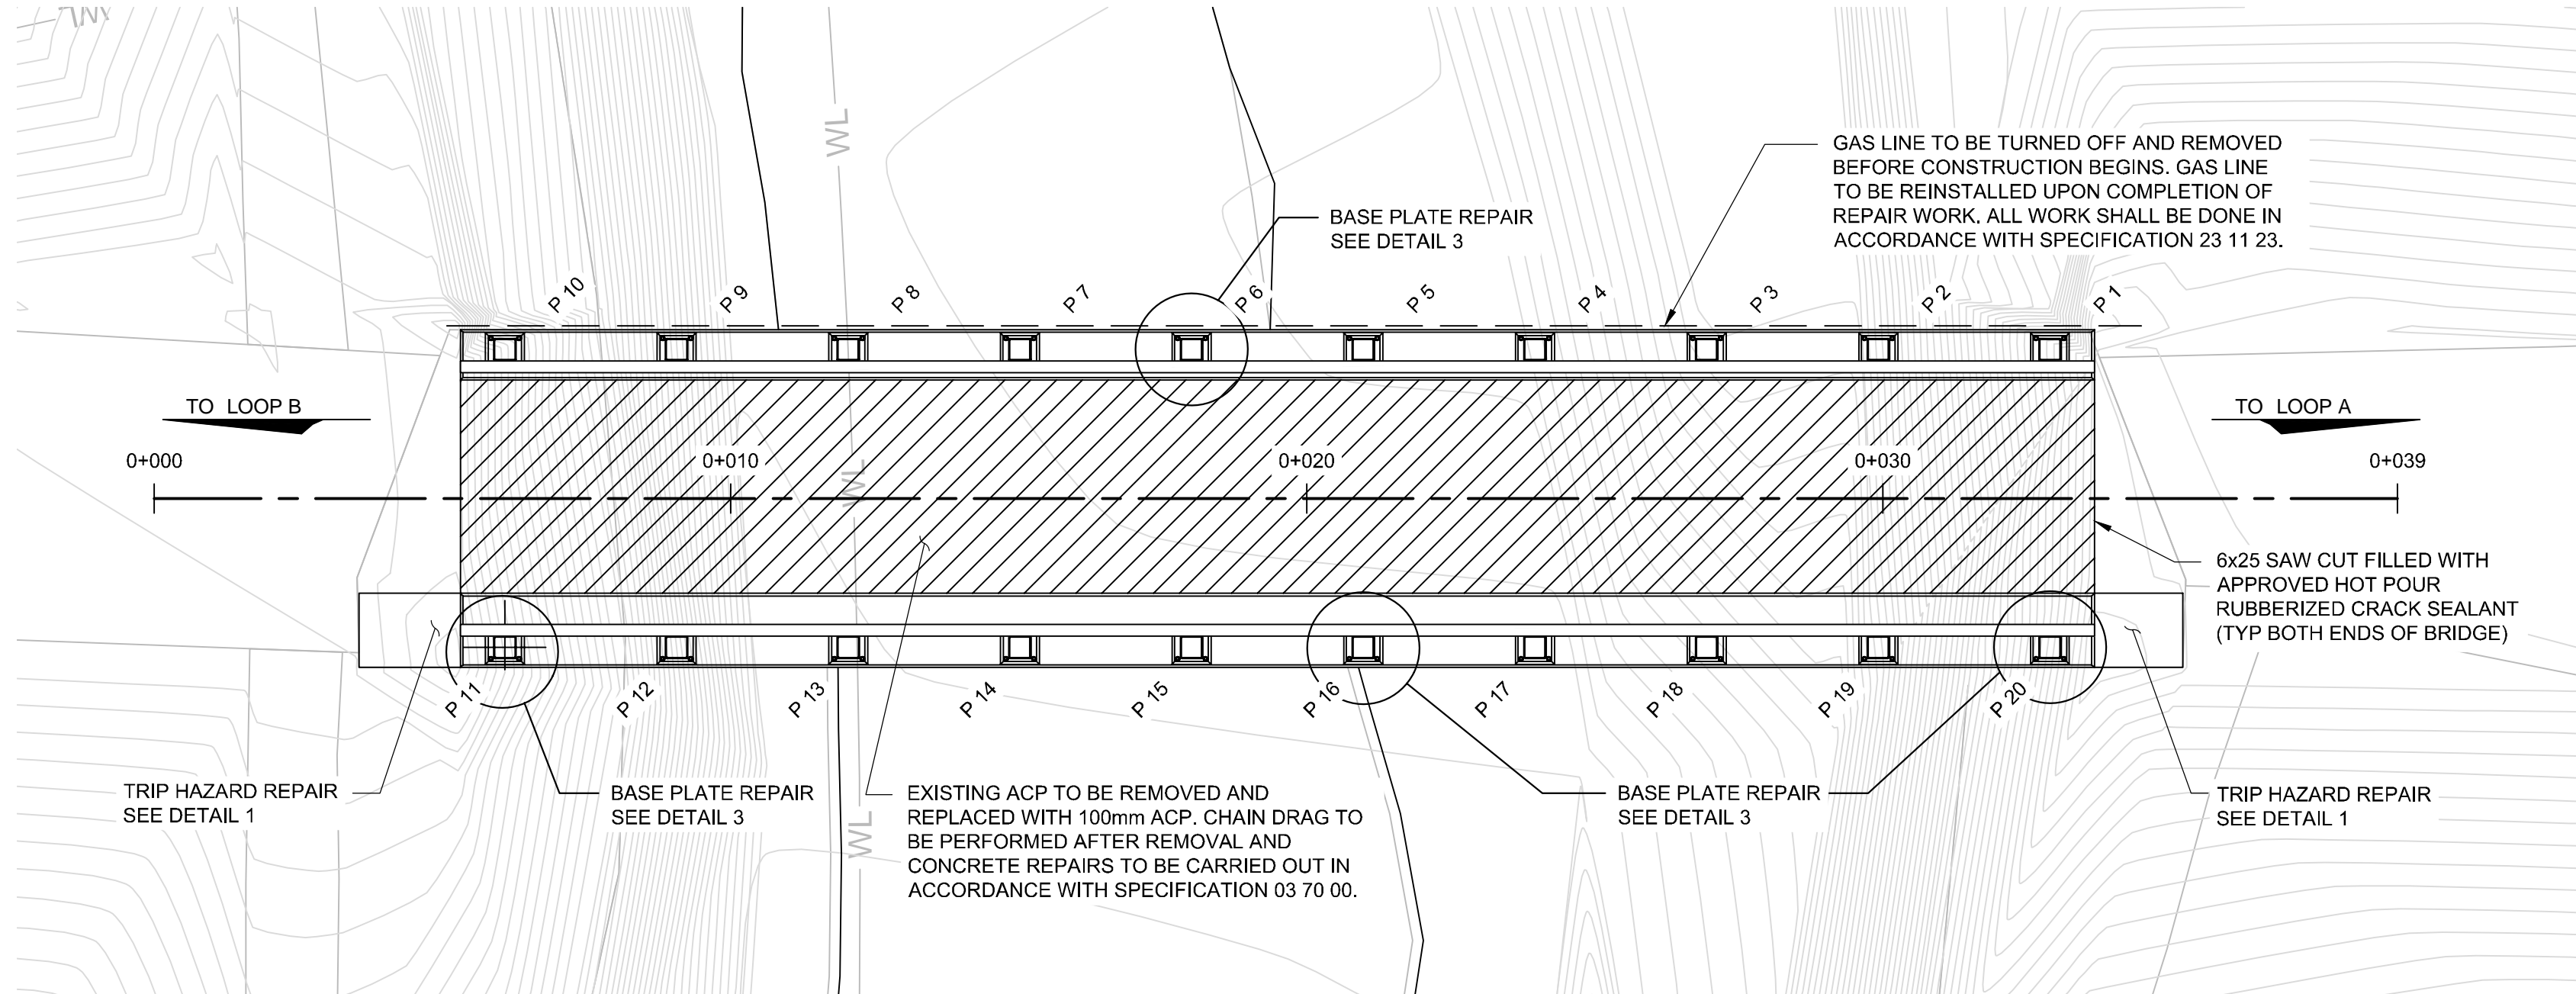 WL
GAS LINE TO BE TURNED OFF AND REMOVED
BEFORE CONSTRUCTION BEGINS. GAS LINE
TO BE REINSTALLED UPON COMPLETION OF
REPAIR WORK. ALL WORK SHALL BE DONE IN
ACCORDANCE WITH SPECIFICATION 23 11 23.
BASE PLATE REPAIR
SEE DETAIL 3
P 10
P 9
P 8
P 7
P 6
P 5
P 4
P 3
P 2
P 1
TO LOOP B
TO LOOP A
0+000
0+010
0+020
0+030
0+039
WL
6x25 SAW CUT FILLED WITH
APPROVED HOT POUR
RUBBERIZED CRACK SEALANT
(TYP BOTH ENDS OF BRIDGE)
P 11
P 12
P 13
P 14
P 15
P 16
P 17
P 18
P 19
P 20
TRIP HAZARD REPAIR
SEE DETAIL 1
BASE PLATE REPAIR
SEE DETAIL 3
WL
EXISTING ACP TO BE REMOVED AND
REPLACED WITH 100mm ACP. CHAIN DRAG TO
BE PERFORMED AFTER REMOVAL AND
CONCRETE REPAIRS TO BE CARRIED OUT IN
ACCORDANCE WITH SPECIFICATION 03 70 00.
BASE PLATE REPAIR
SEE DETAIL 3
TRIP HAZARD REPAIR
SEE DETAIL 1